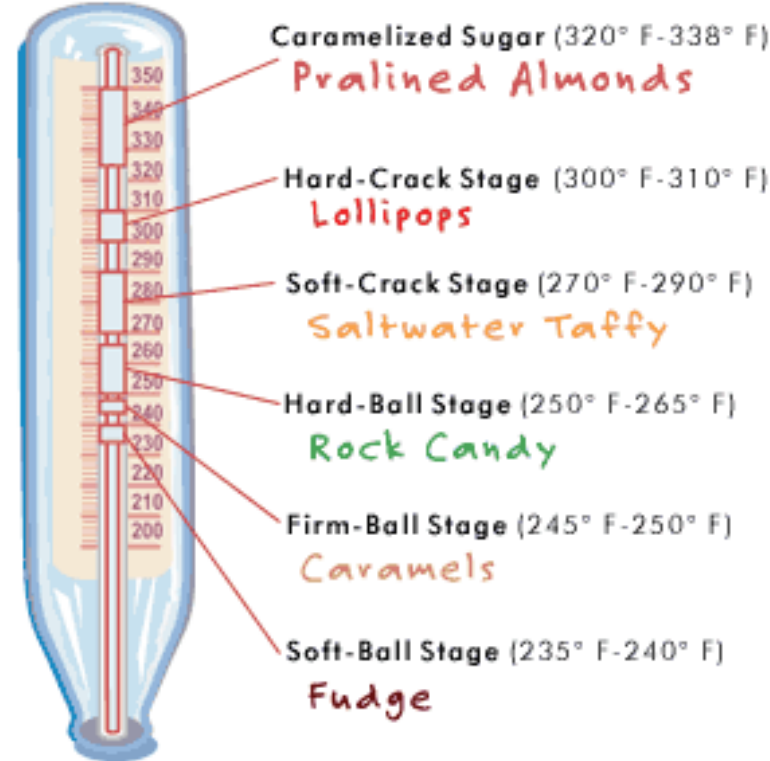 Caramelized Sugar (320° F-338° F)
Pralined Almonds
Hard-Crack Stage (300° F-310° F)
Lollipops
Soft-Crack Stage (270° F-290° F)
Saltwater Taffy
Hard-Ball Stage (250° F-265° F)
Rock Candy
Firm-Ball Stage (245° F-250° F)
Caramels
Soft-Ball Stage (235° F-240° F)
Fudge
350
340
330
320
310
300
290
280
270
260
250
240
230
220
210
200